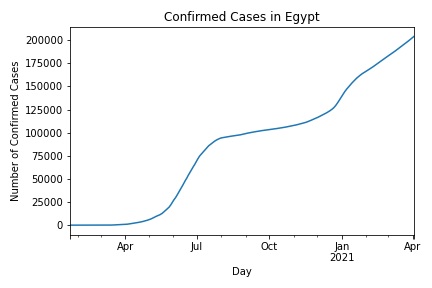 Confirmed Cases in Egypt
Number of Confirmed Cases
200000
175000
150000
125000
100000
75000
50000
25000
0
Apr Jul Oct Jan Apr
2021
Day